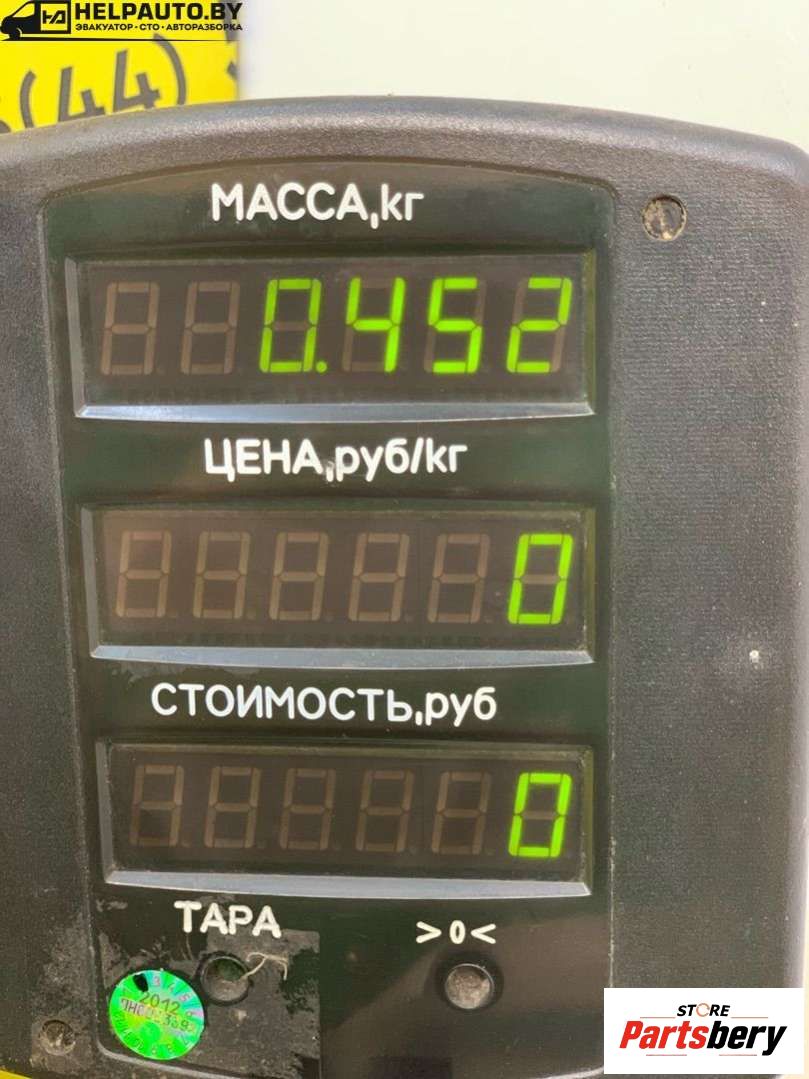 HELPAUTO.BY
ЭВАКУАТОР•СТО•АВТОРАЗБОРКА
(44)
МАССА,кг
0.452
ЦЕНА,руб/кг
0
СТОИМОСТЬ,руб
0
ТАРА
>0<
2012
STORE
Partsbery